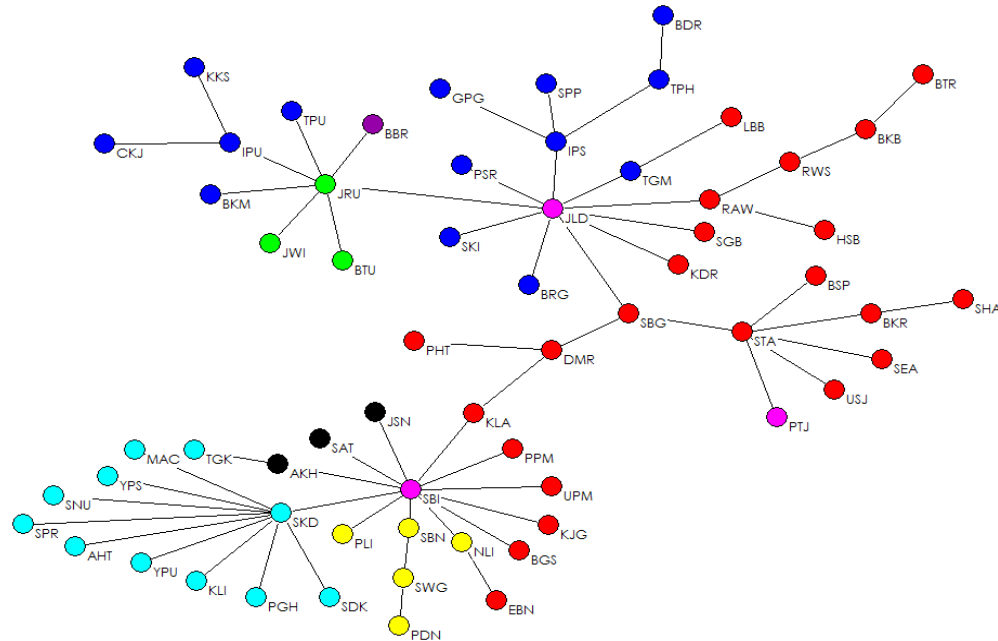 BDR
KKS
BTR
TPH
SPP
GPG
TPU
LBB
BBR
BKB
CKJ
IPU
IPS
RWS
PSR
TGM
JRU
BKM
RAW
JLD
HSB
SGB
SKI
JWI
BTU
KDR
BSP
BRG
SHA
SBG
BKR
STA
PHT
DMR
SEA
USJ
JSN
KLA
PTJ
SAT
MAC
TGK
PPM
AKH
YPS
SBI
UPM
SNU
SKD
SPR
PLI
SBN
KJG
NLI
AHT
BGS
YPU
KLI
SWG
PGH
SDK
EBN
PDN